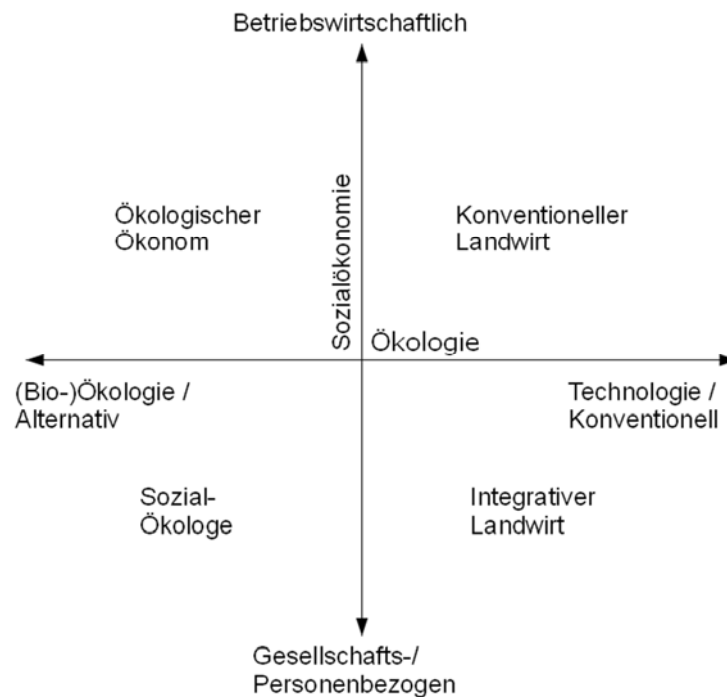 Betriebswirtschaftlich
Ökologischer
Ökonom
Sozialökonomie
Konventioneller
Landwirt
Ökologie
(Bio-)Ökologie /
Alternativ
Technologie /
Konventionell
Sozial-
Ökologe
Integrativer
Landwirt
Gesellschafts-/
Personenbezogen